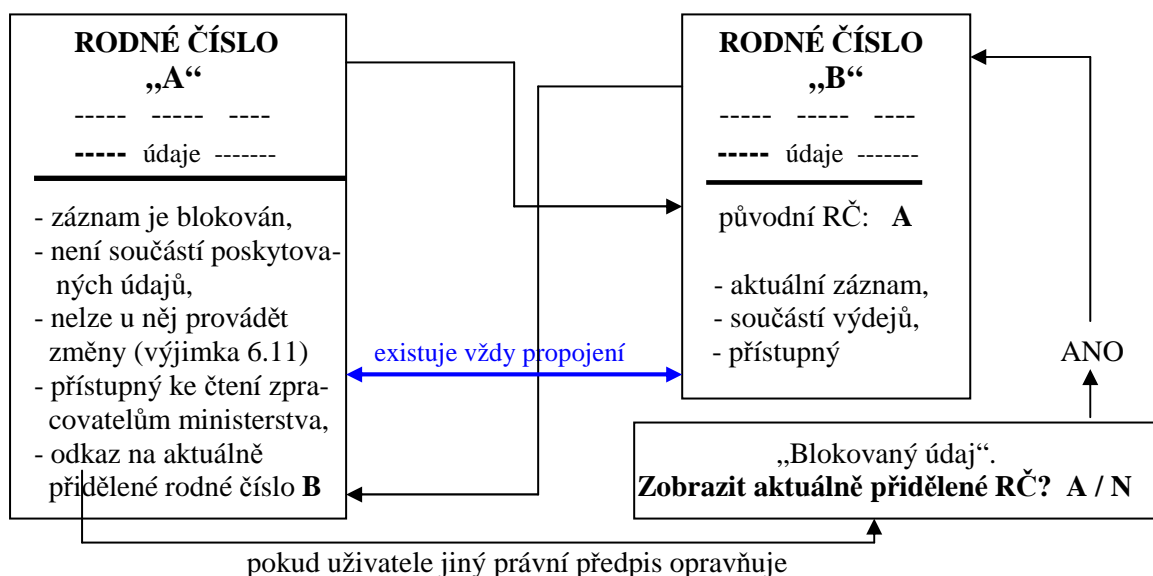 RODNÉ ČÍSLO
„A“
----- ----- ----
----- údaje -------
- záznam je blokován,
- není součástí poskytova-
ných údajů,
- nelze u něj provádět
změny (výjimka 6.11)
- přístupný ke čtení zpra-
covatelům ministerstva,
- odkaz na aktuálně
přidělené rodné číslo B
existuje vždy propojení
RODNÉ ČÍSLO
„B“
----- ----- ----
----- údaje -------
původní RČ: A
- aktuální záznam,
- součástí výdejů,
- přístupný
ANO
„Blokovaný údaj“.
Zobrazit aktuálně přidělené RČ? A / N
pokud uživatele jiný právní předpis opravňuje